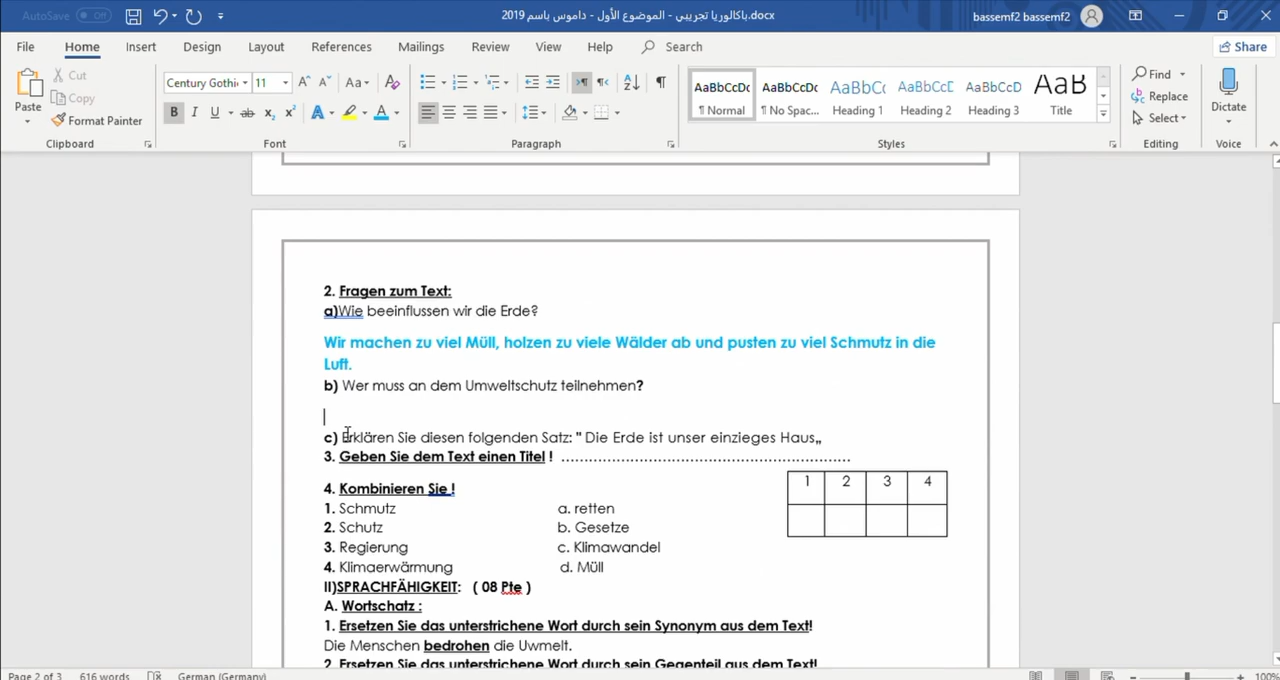 AutoSave Off
باكالوريا تجريبي - الموضوع الأول - داموس باسم 2019.docx
bassemf2 bassemf2
File Home Insert Design Layout References Mailings Review View Help Search Share
Paste
Cut
Copy
Format Painter
Clipboard
Century Gothi 11
Font
Paragraph
AaBbCcDc AaBbCcDc AaBbCc AaBbCcD AaBbCcD AaB
¶ Normal ¶ No Spac... Heading 1 Heading 2 Heading 3 Title
Styles
Find
Replace
Select
Editing
Dictate
Voice
2. Fragen zum Text:
a)Wie beeinflussen wir die Erde?
Wir machen zu viel Müll, holzen zu viele Wälder ab und pusten zu viel Schmutz in die
Luft.
b) Wer muss an dem Umweltschutz teilnehmen?
c) Erklären Sie diesen folgenden Satz: " Die Erde ist unser einzieges Haus„
3. Geben Sie dem Text einen Titel ! ..................................................
4. Kombinieren Sie !
1 2 3 4
1. Schmutz a. retten
2. Schutz b. Gesetze
3. Regierung c. Klimawandel
4. Klimaerwärmung d. Müll
II)SPRACHFÄHIGKEIT: ( 08 Pte )
A. Wortschatz :
1. Ersetzen Sie das unterstrichene Wort durch sein Synonym aus dem Text!
Die Menschen bedrohen die Uwmelt.
2. Ersetzen Sie das unterstrichene Wort durch sein Gegenteil aus dem Text!
Page 2 of 3 616 words German (Germany) 100%